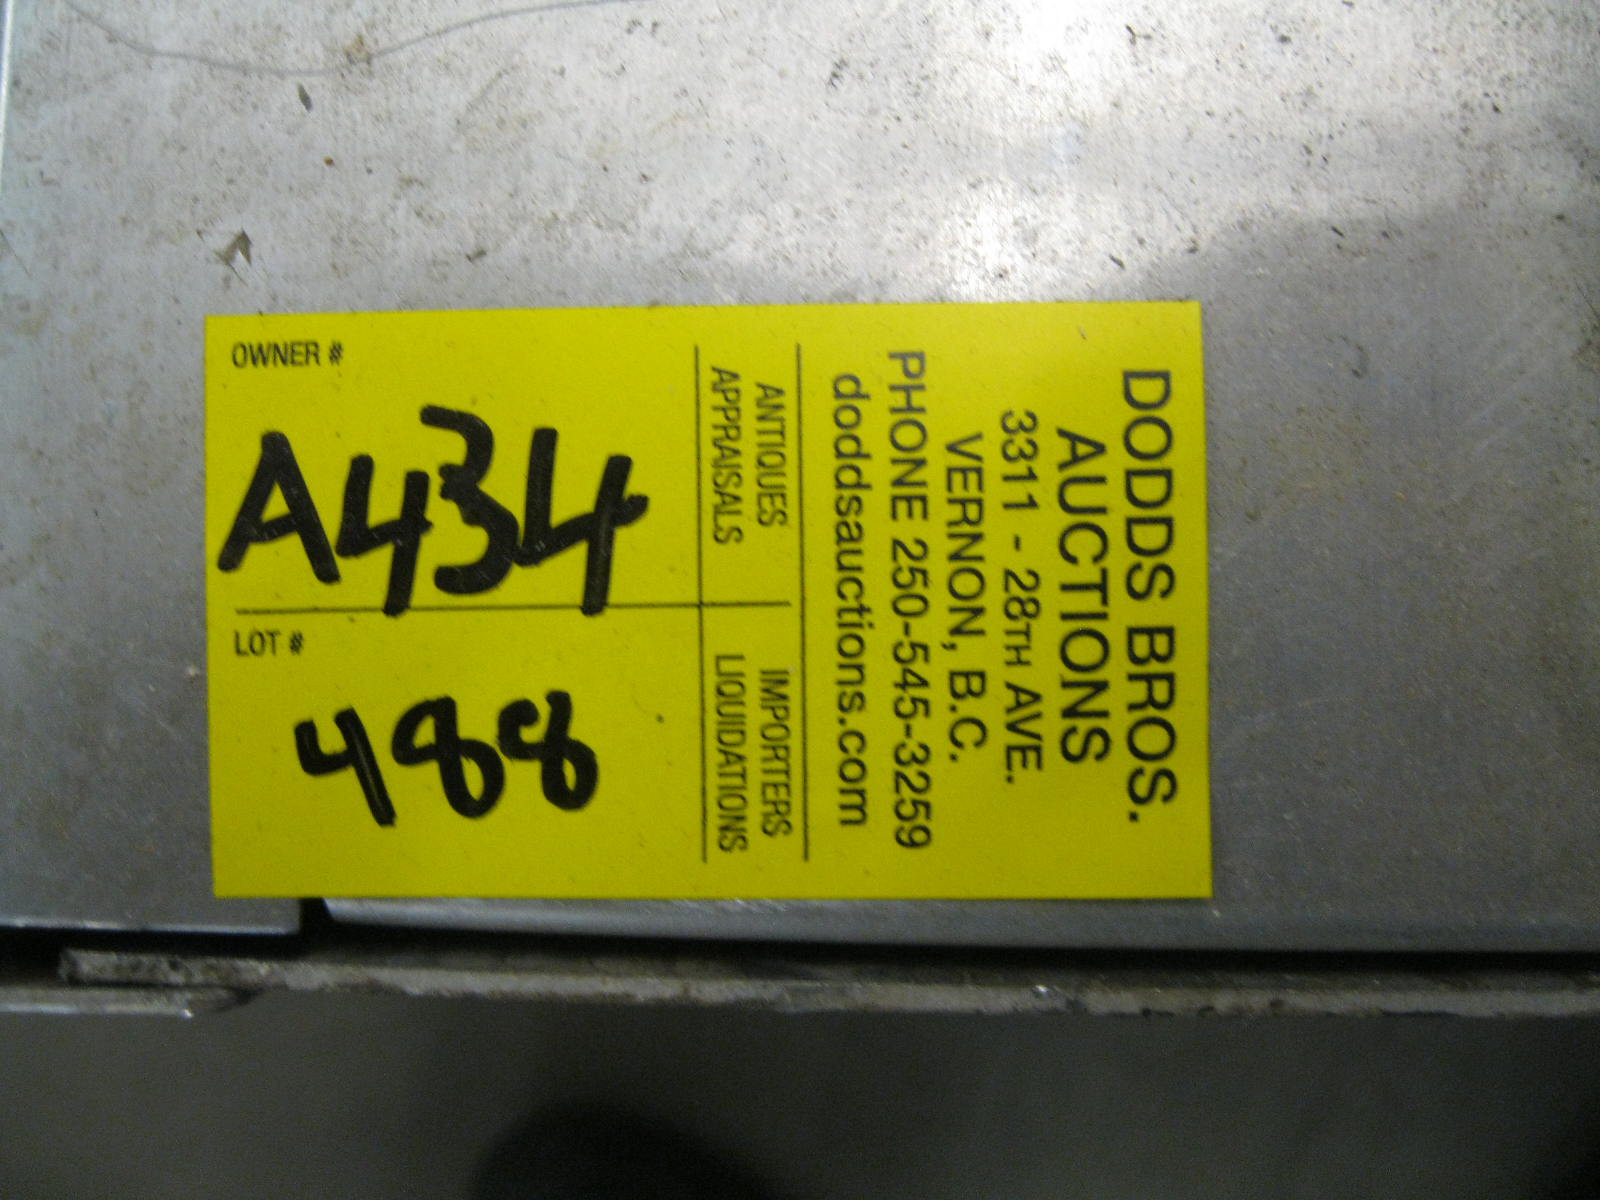 DODDS BROS.
AUCTIONS
3311 - 28TH AVE.
VERNON, B.C.
PHONE 250-545-3259
doddsauctions.com
ANTIQUES
APPRAISALS
IMPORTERS
LIQUIDATIONS
OWNER #
A434
LOT #
488